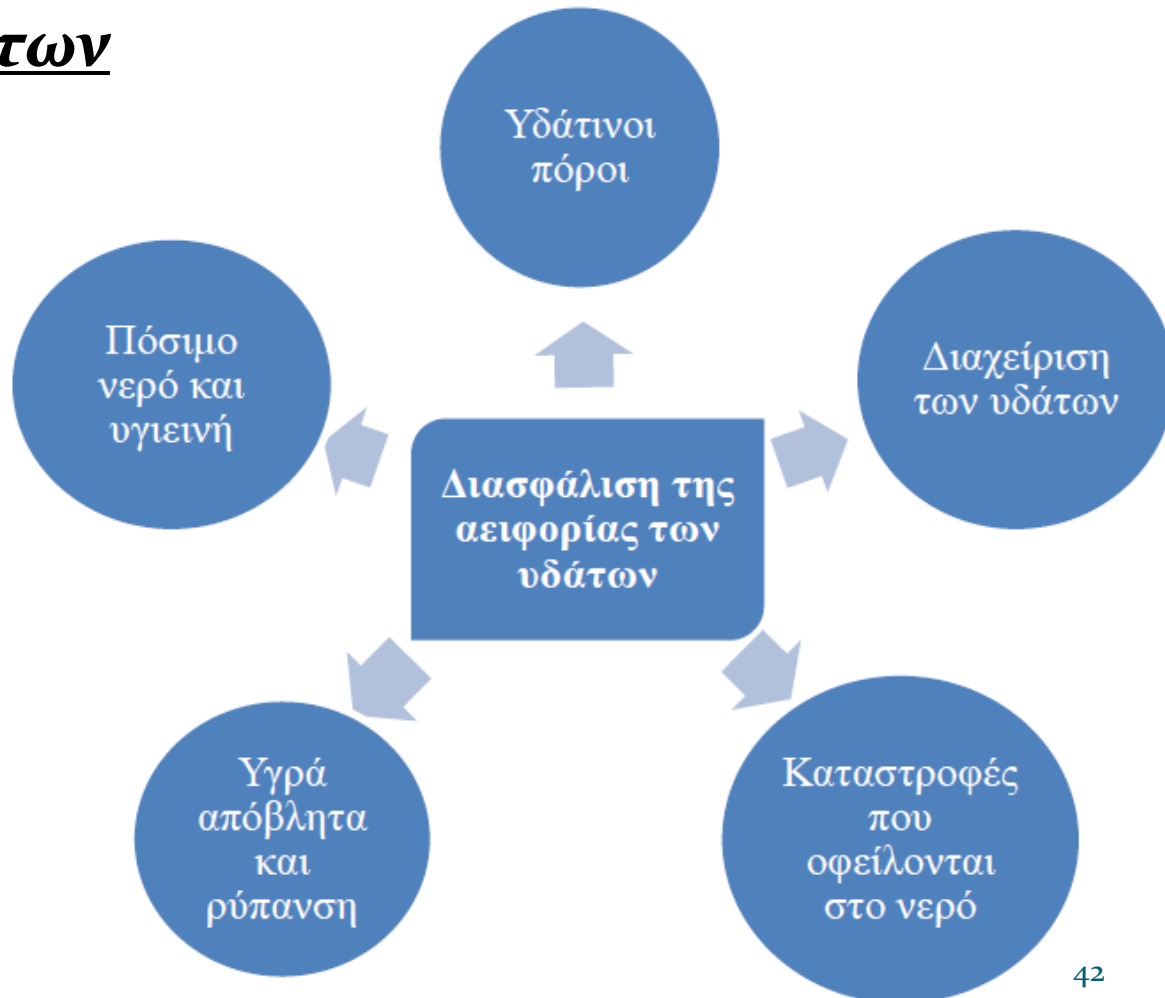 των
Υδάτινοι
πόροι
Διαχείριση
των υδάτων
Καταστροφές
που
οφείλονται
στο νερό
Υγρά
απόβλητα
και
ρύπανση
Πόσιμο
νερό και
υγιεινή
Διασφάλιση της
αειφορίας των
υδάτων
42